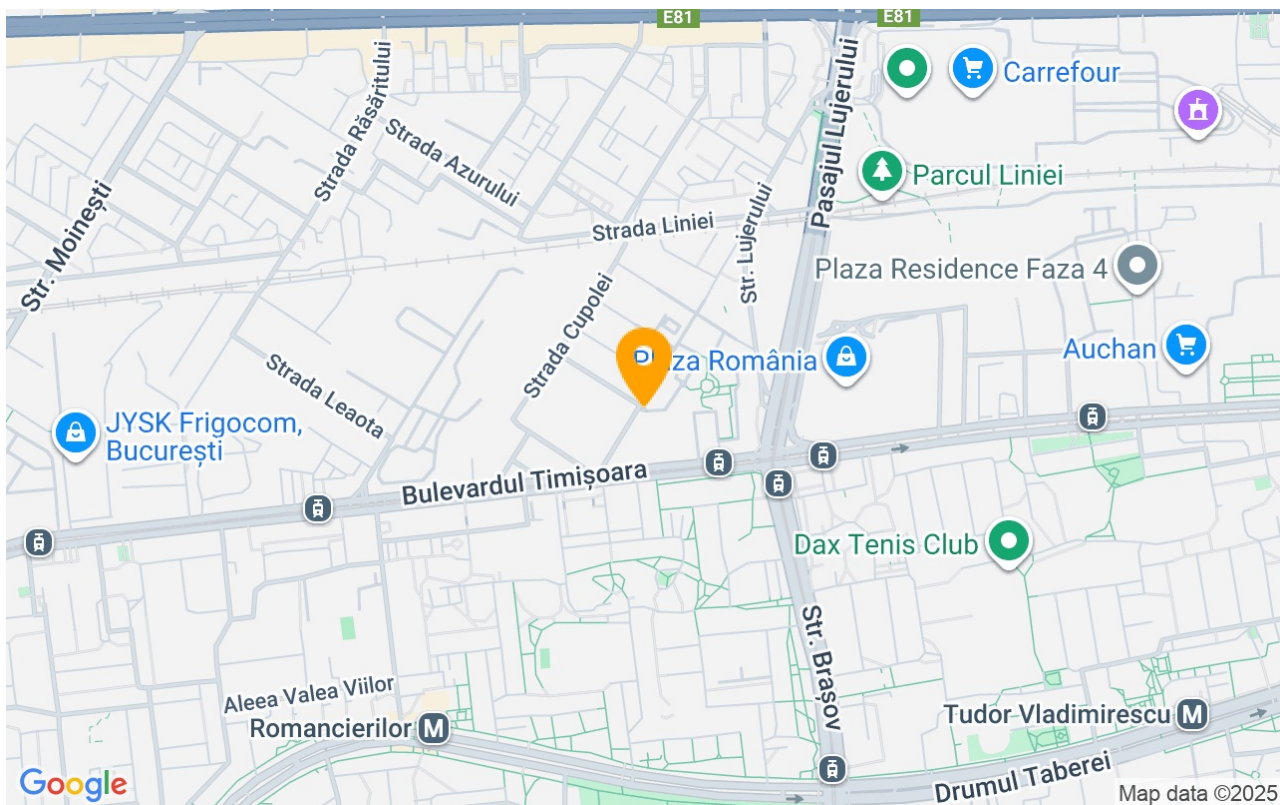 E81
E81
Carrefour
Strada Răsăritului
Strada Azurului
Pasajul Lujerului
Parcul Liniei
Str. Moinești
Strada Liniei
Str. Lujerului
Plaza Residence Faza 4
Strada Cupolei
Auchan
România
Strada Leaota
JYSK Frigocom,
București
Bulevardul Timișoara
Dax Tenis Club
Str. Brașov
Aleea Valea Viilor
Romancierilor
M
Tudor Vladimirescu
M
Drumul Taberei
Google
Map data ©2025